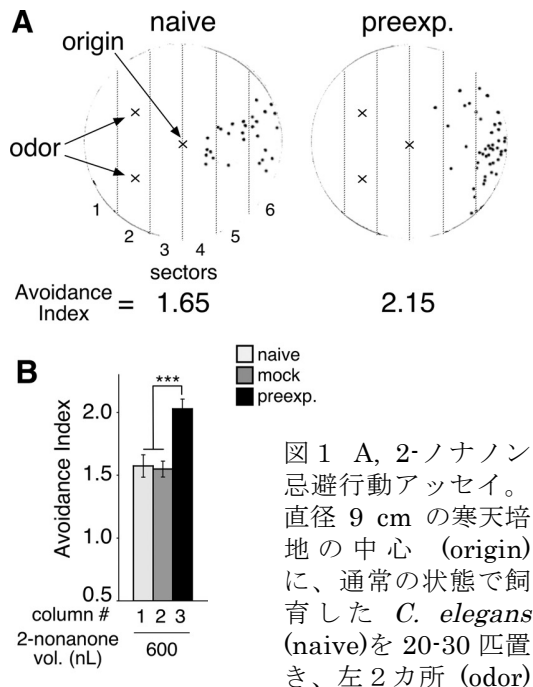 A
naive
preexp.
origin
odor
1
2
3
4
5
6
sectors
Avoidance Index = 1.65
2.15
B
naive
mock
preexp.
***
Avoidance Index
2.0
1.5
1.0
0.5
column # 1 2 3
2-nonanone vol. (nL) 600
図 1 A, 2-ノナノン
忌避行動アッセイ。
直径 9 cm の寒天培
地の中心 (origin)
に、通常の状態で飼
育した C. elegans
(naive)を 20-30 匹置
き、左 2 カ所 (odor)